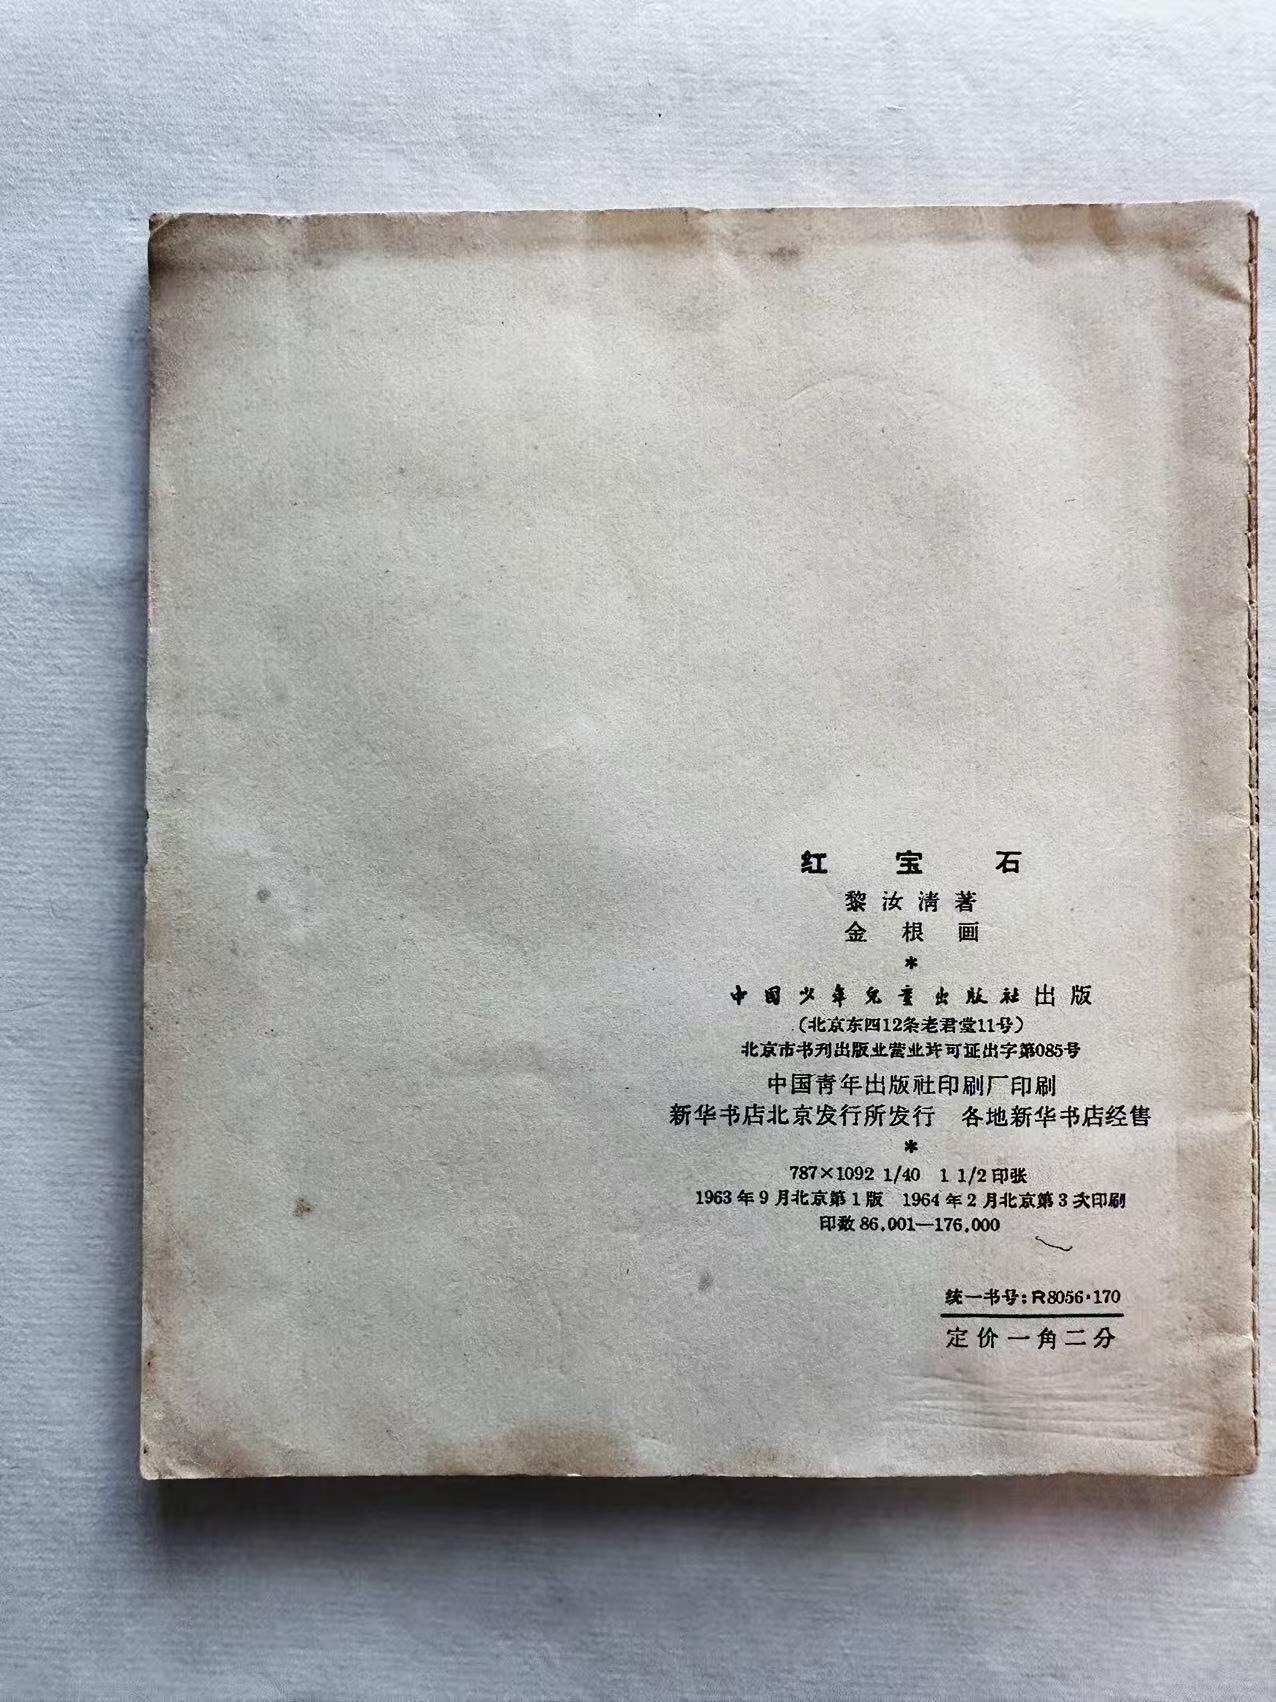 红宝石
黎汝清著
金根画
*
中国少年儿童出版社出版
(北京东四12条老君堂11号)
北京市书刊出版业营业许可证出字第085号
中国青年出版社印刷厂印刷
新华书店北京发行所发行 各地新华书店经售
*
787×1092 1/40 1 1/2印张
1963年9月北京第1版 1964年2月北京第3次印刷
印数86,001—176,000
统一书号:R8056·170
定价一角二分